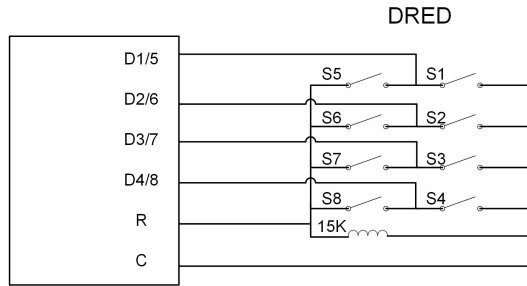 DRED
D1/5
S5 S1
D2/6
S6 S2
D3/7
S7 S3
D4/8
S8 S4
R
15K
C